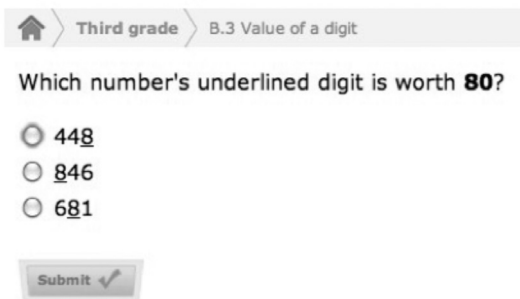 Third grade B.3 Value of a digit
Which number's underlined digit is worth 80?
448
846
681
Submit